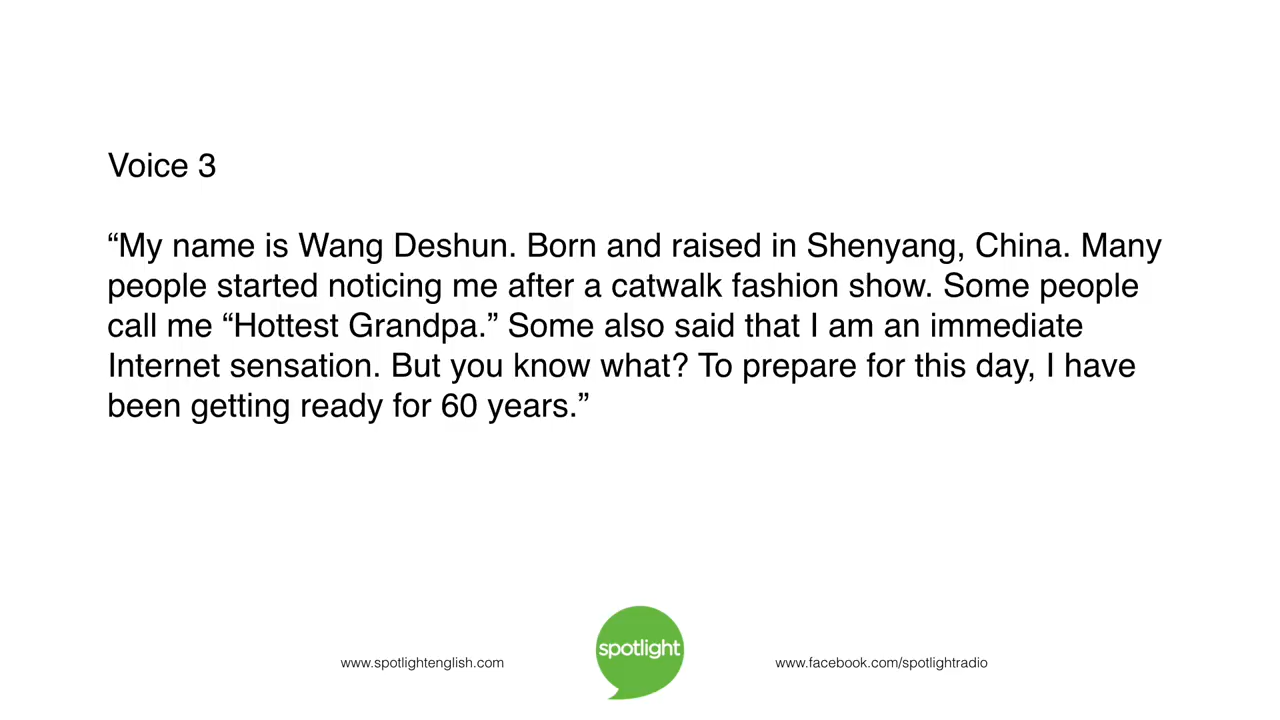 Voice 3
“My name is Wang Deshun. Born and raised in Shenyang, China. Many
people started noticing me after a catwalk fashion show. Some people
call me “Hottest Grandpa.” Some also said that I am an immediate
Internet sensation. But you know what? To prepare for this day, I have
been getting ready for 60 years.”
spotlight
www.spotlightenglish.com
www.facebook.com/spotlightradio